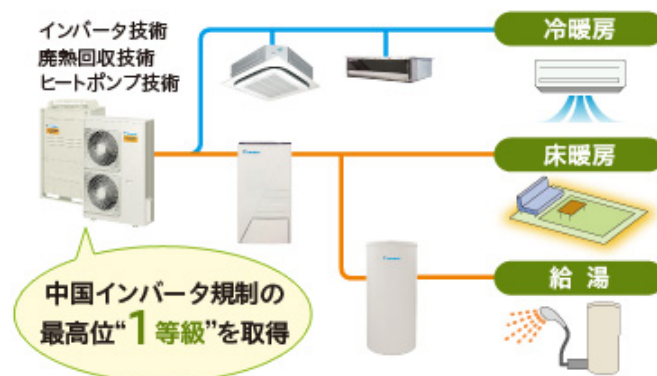 インバータ技術
廃熱回収技術
ヒートポンプ技術
冷暖房
床暖房
給湯
中国インバータ規制の
最高位“1等級”を取得